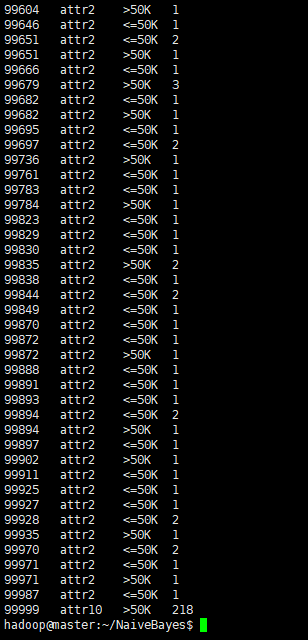 99604 attr2 >50K 1
99646 attr2 <=50K 1
99651 attr2 <=50K 2
99651 attr2 >50K 1
99666 attr2 <=50K 1
99679 attr2 >50K 3
99682 attr2 <=50K 1
99682 attr2 >50K 1
99695 attr2 <=50K 1
99697 attr2 <=50K 2
99736 attr2 >50K 1
99761 attr2 <=50K 1
99783 attr2 <=50K 1
99784 attr2 >50K 1
99823 attr2 <=50K 1
99829 attr2 <=50K 1
99830 attr2 <=50K 1
99835 attr2 >50K 2
99838 attr2 <=50K 1
99844 attr2 <=50K 2
99849 attr2 <=50K 1
99870 attr2 <=50K 1
99872 attr2 <=50K 1
99872 attr2 >50K 1
99888 attr2 <=50K 1
99891 attr2 <=50K 1
99893 attr2 <=50K 1
99894 attr2 <=50K 2
99894 attr2 >50K 1
99897 attr2 <=50K 1
99902 attr2 >50K 1
99911 attr2 <=50K 1
99925 attr2 <=50K 1
99927 attr2 <=50K 1
99928 attr2 <=50K 2
99935 attr2 >50K 1
99970 attr2 <=50K 2
99971 attr2 <=50K 1
99971 attr2 >50K 1
99987 attr2 <=50K 1
99999 attr10 >50K 218
hadoop@master:~/NaiveBayes$